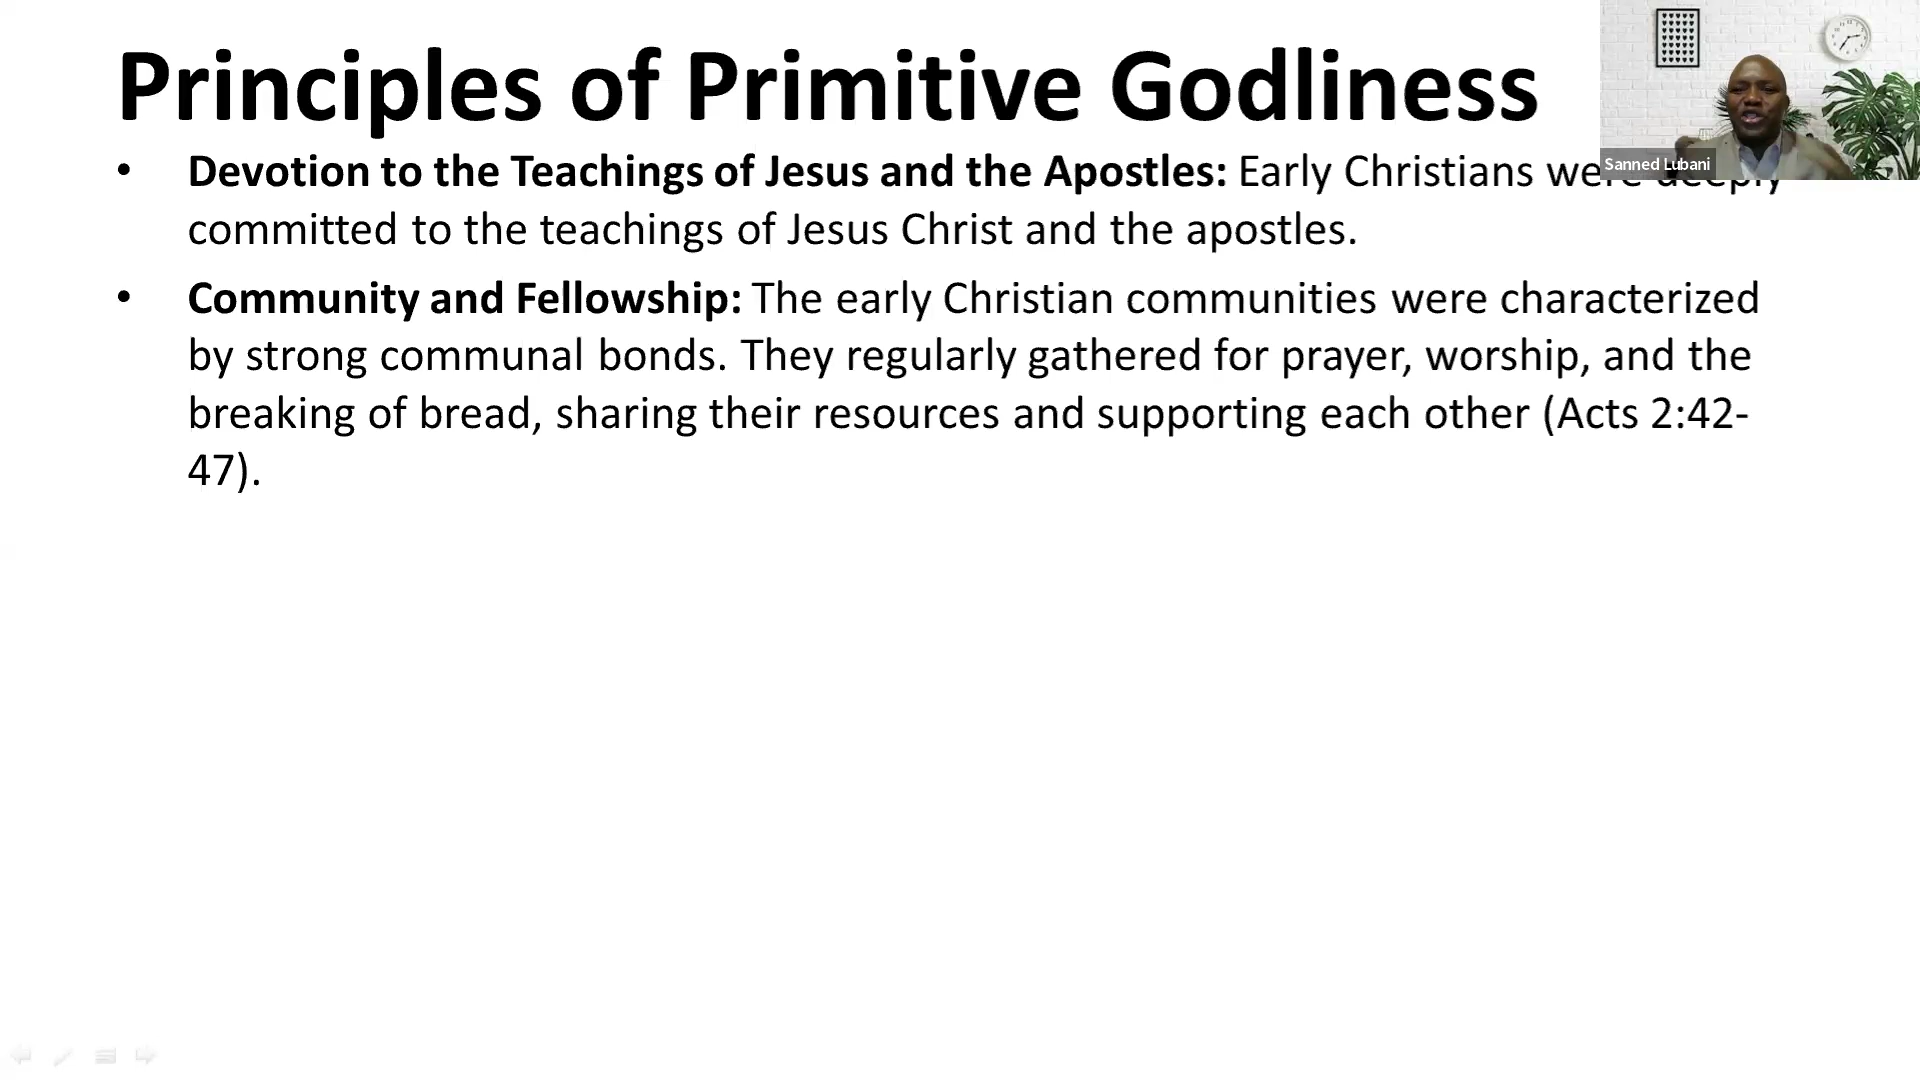 Principles of Primitive Godliness
• Devotion to the Teachings of Jesus and the Apostles: Early Christians were deeply
committed to the teachings of Jesus Christ and the apostles.
• Community and Fellowship: The early Christian communities were characterized
by strong communal bonds. They regularly gathered for prayer, worship, and the
breaking of bread, sharing their resources and supporting each other (Acts 2:42-
47).
Sanned Lubani